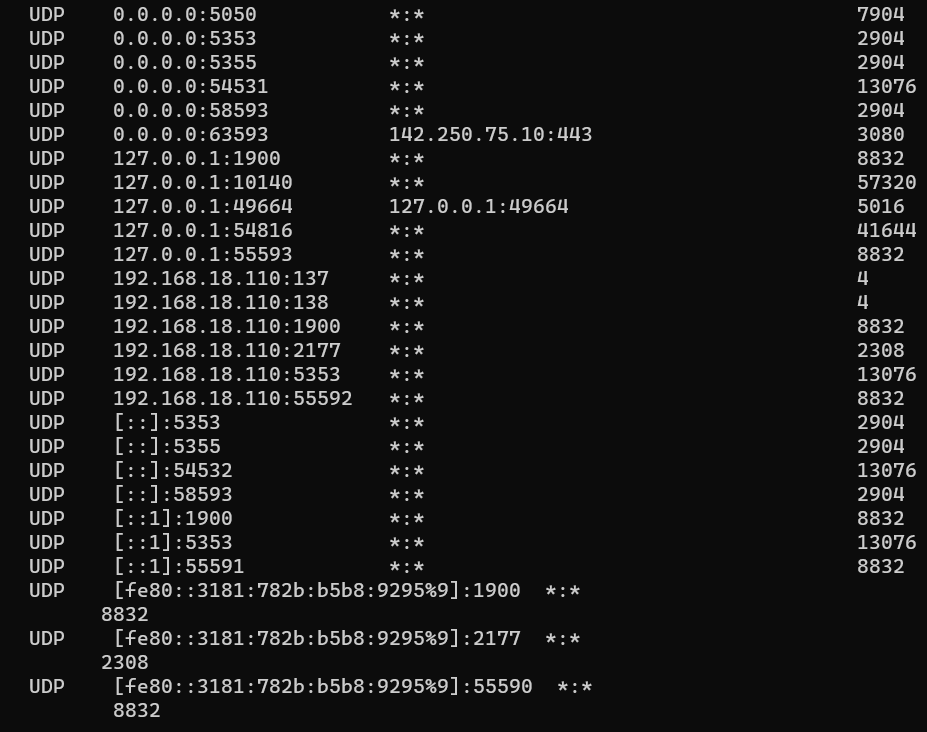 UDP    0.0.0.0:5050           *:*                                    7904
UDP    0.0.0.0:5353           *:*                                    2904
UDP    0.0.0.0:5355           *:*                                    2904
UDP    0.0.0.0:54531          *:*                                    13076
UDP    0.0.0.0:58593          *:*                                    2904
UDP    0.0.0.0:63593          142.250.75.10:443                      3080
UDP    127.0.0.1:1900         *:*                                    8832
UDP    127.0.0.1:10140        *:*                                    57320
UDP    127.0.0.1:49664        127.0.0.1:49664                        5016
UDP    127.0.0.1:54816        *:*                                    41644
UDP    127.0.0.1:55593        *:*                                    8832
UDP    192.168.18.110:137     *:*                                    4
UDP    192.168.18.110:138     *:*                                    4
UDP    192.168.18.110:1900    *:*                                    8832
UDP    192.168.18.110:2177    *:*                                    2308
UDP    192.168.18.110:5353    *:*                                    13076
UDP    192.168.18.110:55592   *:*                                    8832
UDP    [::]:5353              *:*                                    2904
UDP    [::]:5355              *:*                                    2904
UDP    [::]:54532             *:*                                    13076
UDP    [::]:58593             *:*                                    2904
UDP    [::1]:1900             *:*                                    8832
UDP    [::1]:5353             *:*                                    13076
UDP    [::1]:55591            *:*                                    8832
UDP    [fe80::3181:782b:b5b8:9295%9]:1900  *:*
8832
UDP    [fe80::3181:782b:b5b8:9295%9]:2177  *:*
2308
UDP    [fe80::3181:782b:b5b8:9295%9]:55590  *:*
8832